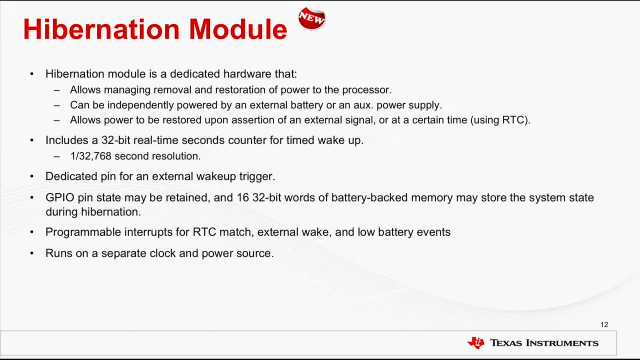 Hibernation Module
NEW
• Hibernation module is a dedicated hardware that:
– Allows managing removal and restoration of power to the processor.
– Can be independently powered by an external battery or an aux. power supply.
– Allows power to be restored upon assertion of an external signal, or at a certain time (using RTC).
• Includes a 32-bit real-time seconds counter for timed wake up.
– 1/32,768 second resolution.
• Dedicated pin for an external wakeup trigger.
• GPIO pin state may be retained, and 16 32-bit words of battery-backed memory may store the system state
during hibernation.
• Programmable interrupts for RTC match, external wake, and low battery events
• Runs on a separate clock and power source.
12
TEXAS INSTRUMENTS